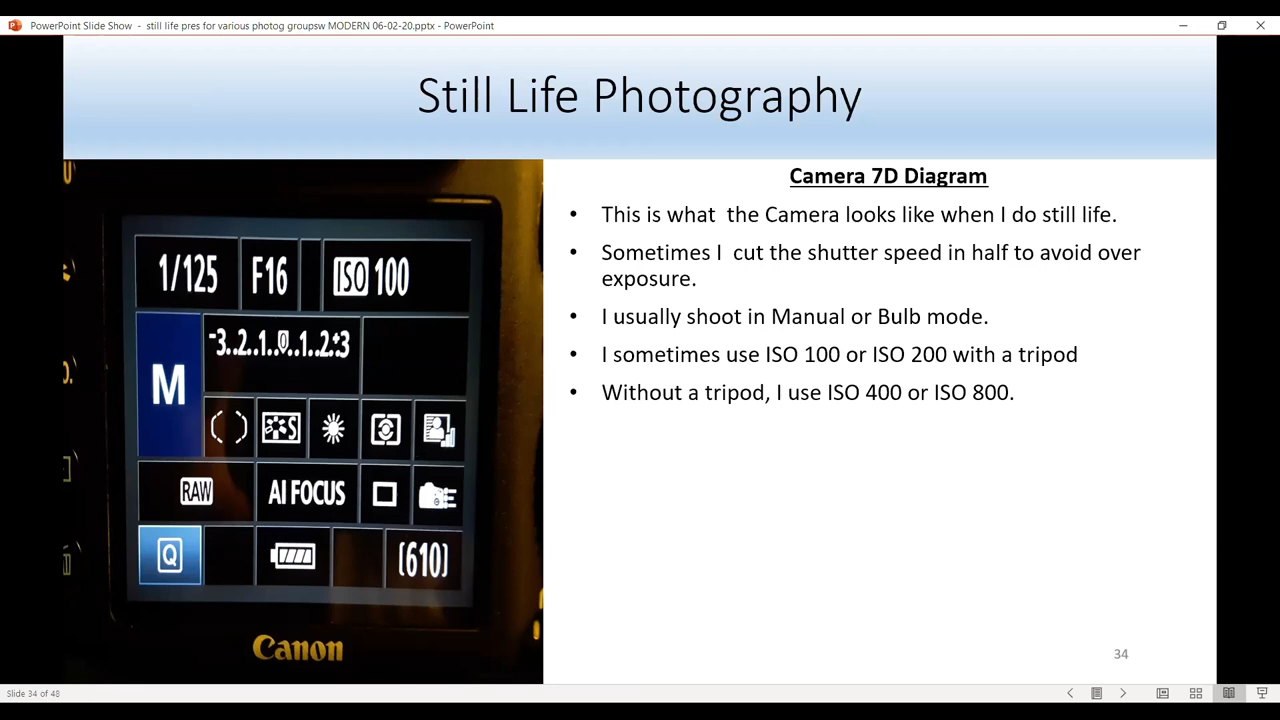 PowerPoint Slide Show - still life pres for various photog groupsw MODERN 06-02-20.pptx - PowerPoint
Still Life Photography
1/125 F16 ISO 100
M
-3..2..1..0..1..2.+3
S
RAW AI FOCUS
Q (610)
Canon
Camera 7D Diagram
• This is what the Camera looks like when I do still life.
• Sometimes I cut the shutter speed in half to avoid over
exposure.
• I usually shoot in Manual or Bulb mode.
• I sometimes use ISO 100 or ISO 200 with a tripod
• Without a tripod, I use ISO 400 or ISO 800.
34
Slide 34 of 48